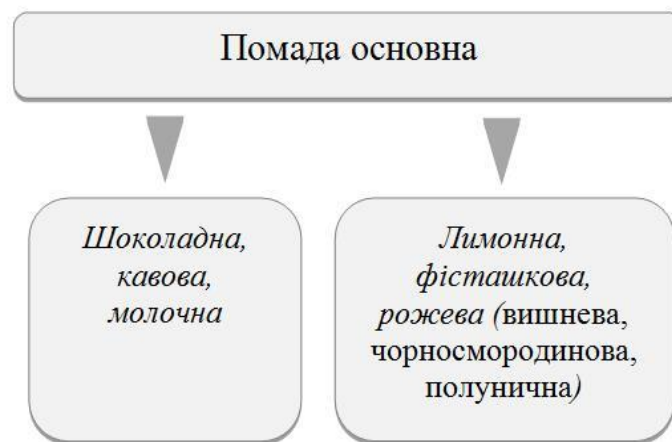 Помада основна
Шоколадна,
кавова,
молочна
Лимонна,
фісташкова,
рожева (вишнева,
чорносмородинова,
полунична)